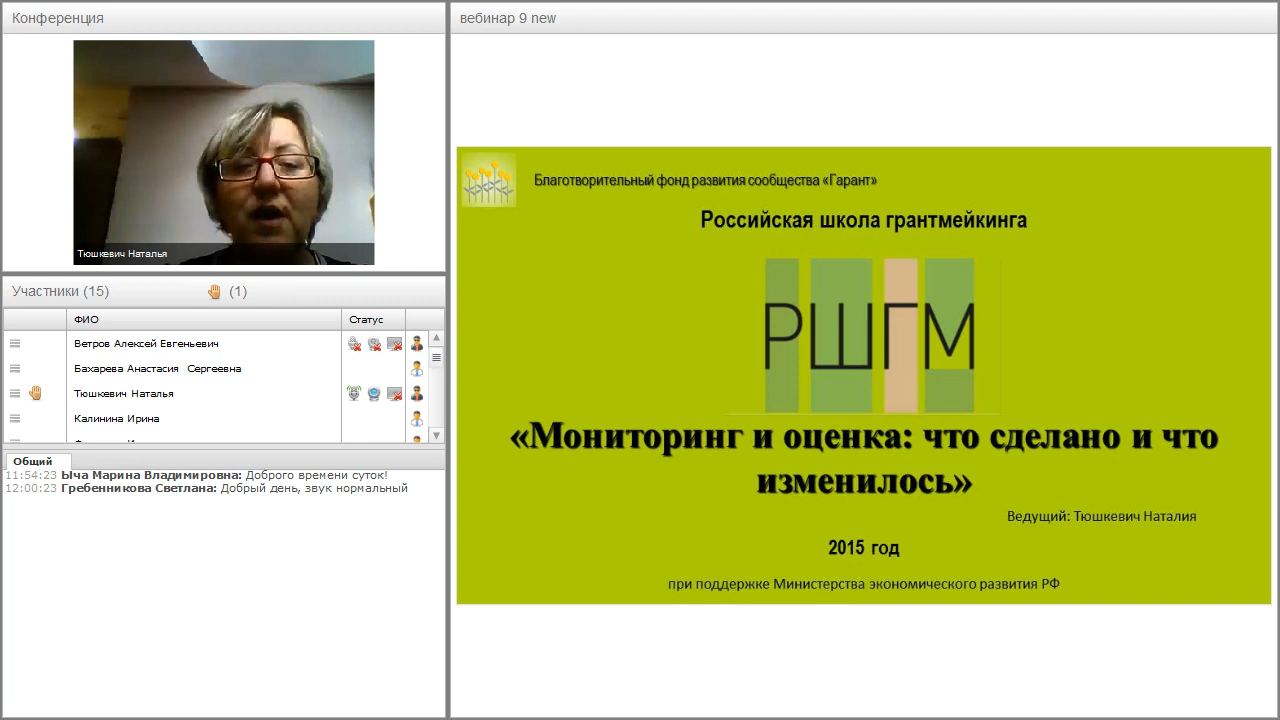 Конференция
Тюшкевич Наталья
Участники (15)
(1)
ФИО
Статус
Ветров Алексей Евгеньевич
Бахарева Анастасия Сергеевна
Тюшкевич Наталья
Калинина Ирина
Общий
11:54:23 Ыча Марина Владимировна: Доброго времени суток!
12:00:23 Гребенникова Светлана: Добрый день, звук нормальный
вебинар 9 new
Благотворительный фонд развития сообщества «Гарант»
Российская школа грантмейкинга
РШГМ
«Мониторинг и оценка: что сделано и что
изменилось»
Ведущий: Тюшкевич Наталия
2015 год
при поддержке Министерства экономического развития РФ